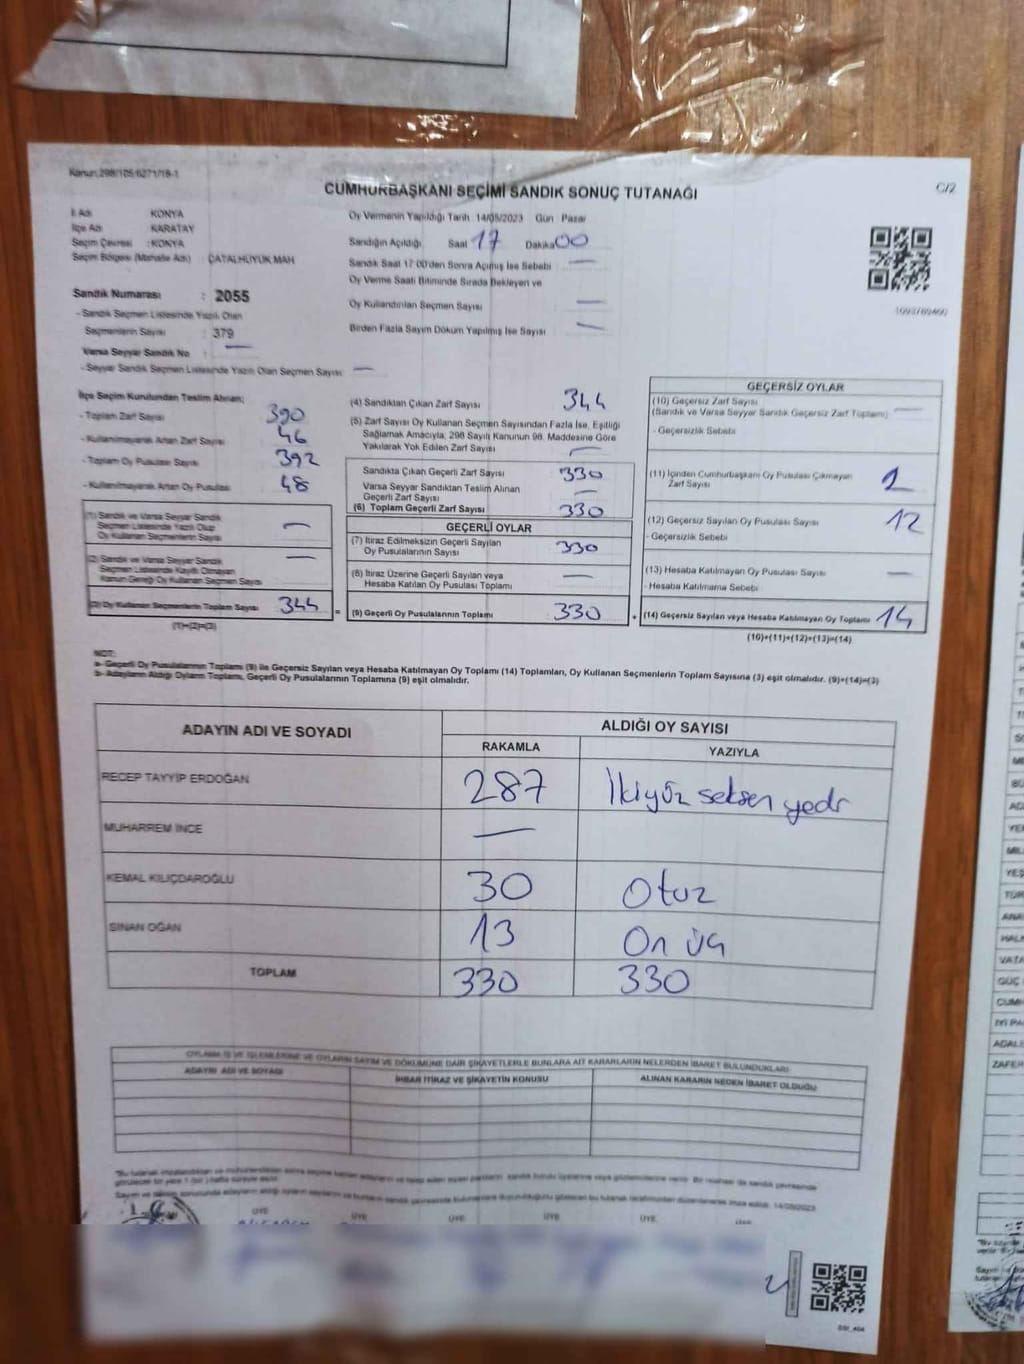 Kanun:298/105;6271/18-1
C/2
CUMHURBAŞKANI SEÇİMİ SANDIK SONUÇ TUTANAĞI
İl Adı KONYA
İlçe Adı KARATAY
Seçim Çevresi :KONYA
Seçim Bölgesi (Mahalle Adı) : ÇATALHÜYÜK MAH
Oy Vermenin Yapıldığı Tarih 14/05/2023 Gün Pazar
Sandığın Açıldığı Saat 17 Dakika 00
Sandık Saat 17:00'den Sonra Açılmış İse Sebebi —
Oy Verme Saati Bitiminde Sırada Bekleyen ve
Oy Kullandırılan Seçmen Sayısı —
Birden Fazla Sayım Döküm Yapılmış İse Sayısı —
Sandık Numarası : 2055
- Sandık Seçmen Listesinde Yazılı Olan
Seçmenlerin Sayısı : 379
Varsa Seyyar Sandık No : —
- Seyyar Sandık Seçmen Listesinde Yazılı Olan Seçmen Sayısı —
İlçe Seçim Kurulundan Teslim Alınan;
- Toplam Zarf Sayısı 390
- Kullanılmayarak Artan Zarf Sayısı 46
- Toplam Oy Pusulası Sayısı 392
- Kullanılmayarak Artan Oy Pusulası 48
(1) Sandık ve Varsa Seyyar Sandık
Seçmen Listesinde Yazılı Olup
Oy Kullanan Seçmenlerin Sayısı —
(2) Sandık ve Varsa Seyyar Sandık
Seçmen Listesinde Kayıtlı Olmayan
Kanun Gereği Oy Kullanan Seçmen Sayısı —
(3) Oy Kullanan Seçmenlerin Toplam Sayısı 344
(1)+(2)=(3)
(4) Sandıktan Çıkan Zarf Sayısı 344
(5) Zarf Sayısı Oy Kullanan Seçmen Sayısından Fazla İse, Eşitliği
Sağlamak Amacıyla, 298 Sayılı Kanunun 98. Maddesine Göre
Yakılarak Yok Edilen Zarf Sayısı —
Sandıkta Çıkan Geçerli Zarf Sayısı 330
Varsa Seyyar Sandıktan Teslim Alınan
Geçerli Zarf Sayısı —
(6) Toplam Geçerli Zarf Sayısı 330
GEÇERLİ OYLAR
(7) İtiraz Edilmeksizin Geçerli Sayılan
Oy Pusulalarının Sayısı 330
(8) İtiraz Üzerine Geçerli Sayılan veya
Hesaba Katılan Oy Pusulası Toplamı —
= (9) Geçerli Oy Pusulalarının Toplamı 330
GEÇERSİZ OYLAR
(10) Geçersiz Zarf Sayısı
(Sandık ve Varsa Seyyar Sandık Geçersiz Zarf Toplamı) —
- Geçersizlik Sebebi
(11) İçinden Cumhurbaşkanı Oy Pusulası Çıkmayan
Zarf Sayısı 2
(12) Geçersiz Sayılan Oy Pusulası Sayısı 12
- Geçersizlik Sebebi
(13) Hesaba Katılmayan Oy Pusulası Sayısı —
- Hesaba Katılmama Sebebi
+ (14) Geçersiz Sayılan veya Hesaba Katılmayan Oy Toplamı 14
(10)+(11)+(12)+(13)=(14)
NOT:
a- Geçerli Oy Pusulalarının Toplamı (9) ile Geçersiz Sayılan veya Hesaba Katılmayan Oy Toplamı (14) Toplamları, Oy Kullanan Seçmenlerin Toplam Sayısına (3) eşit olmalıdır. (9)+(14)=(3)
b- Adayların Aldığı Oyların Toplamı, Geçerli Oy Pusulalarının Toplamına (9) eşit olmalıdır.
ADAYIN ADI VE SOYADI
ALDIĞI OY SAYISI
RAKAMLA YAZIYLA
RECEP TAYYİP ERDOĞAN 287 İkiyüz seksen yedi
MUHARREM İNCE —
KEMAL KILIÇDAROĞLU 30 Otuz
SİNAN OĞAN 13 On üç
TOPLAM 330 330
OYLAMA İŞ VE İŞLEMLERİNE VE OYLARIN SAYIM VE DÖKÜMÜNE DAİR ŞİKAYETLERLE BUNLARA AİT KARARLARIN NELERDEN İBARET BULUNDUKLARI
ADAYIN ADI VE SOYADI İHBAR İTİRAZ VE ŞİKAYETİN KONUSU ALINAN KARARIN NEDEN İBARET OLDUĞU
ÜYE ÜYE ÜYE ÜYE ÜYE